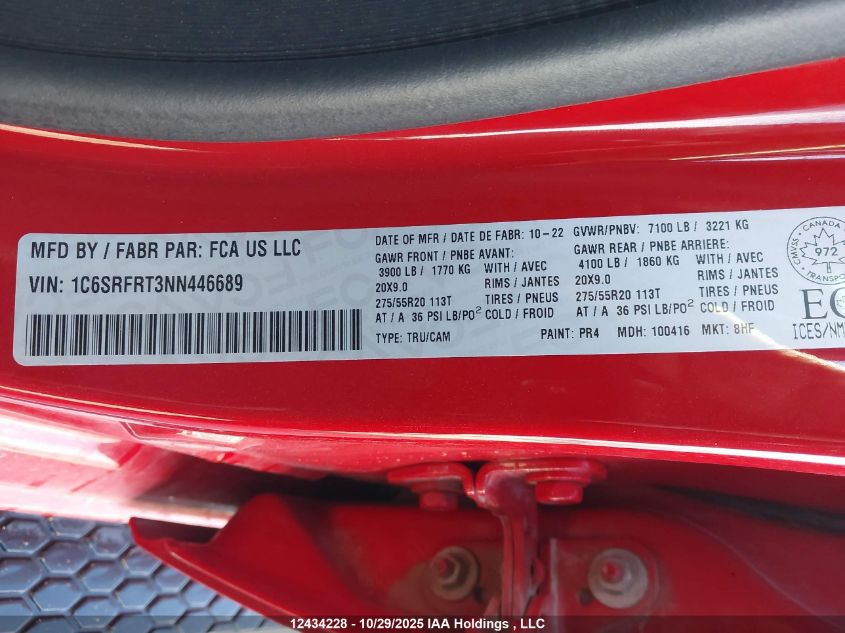 MFD BY / FABR PAR: FCA US LLC
VIN: 1C6SRFRT3NN446689
DATE OF MFR / DATE DE FABR: 10-22 GVWR/PNBV: 7100 LB / 3221 KG
GAWR FRONT / PNBE AVANT: GAWR REAR / PNBE ARRIERE:
3900 LB / 1770 KG WITH / AVEC 4100 LB / 1860 KG WITH / AVEC
20X9.0 RIMS / JANTES 20X9.0 RIMS / JANTES
275/55R20 113T TIRES / PNEUS 275/55R20 113T TIRES / PNEUS
AT / A 36 PSI LB/PO² COLD / FROID AT / A 36 PSI LB/PO² COLD / FROID
TYPE: TRU/CAM PAINT: PR4 MDH: 100416 MKT: 8HF
CANADA
CMVSS 972
TRANSPORT
ICES/NM
12434228 - 10/29/2025 IAA Holdings , LLC